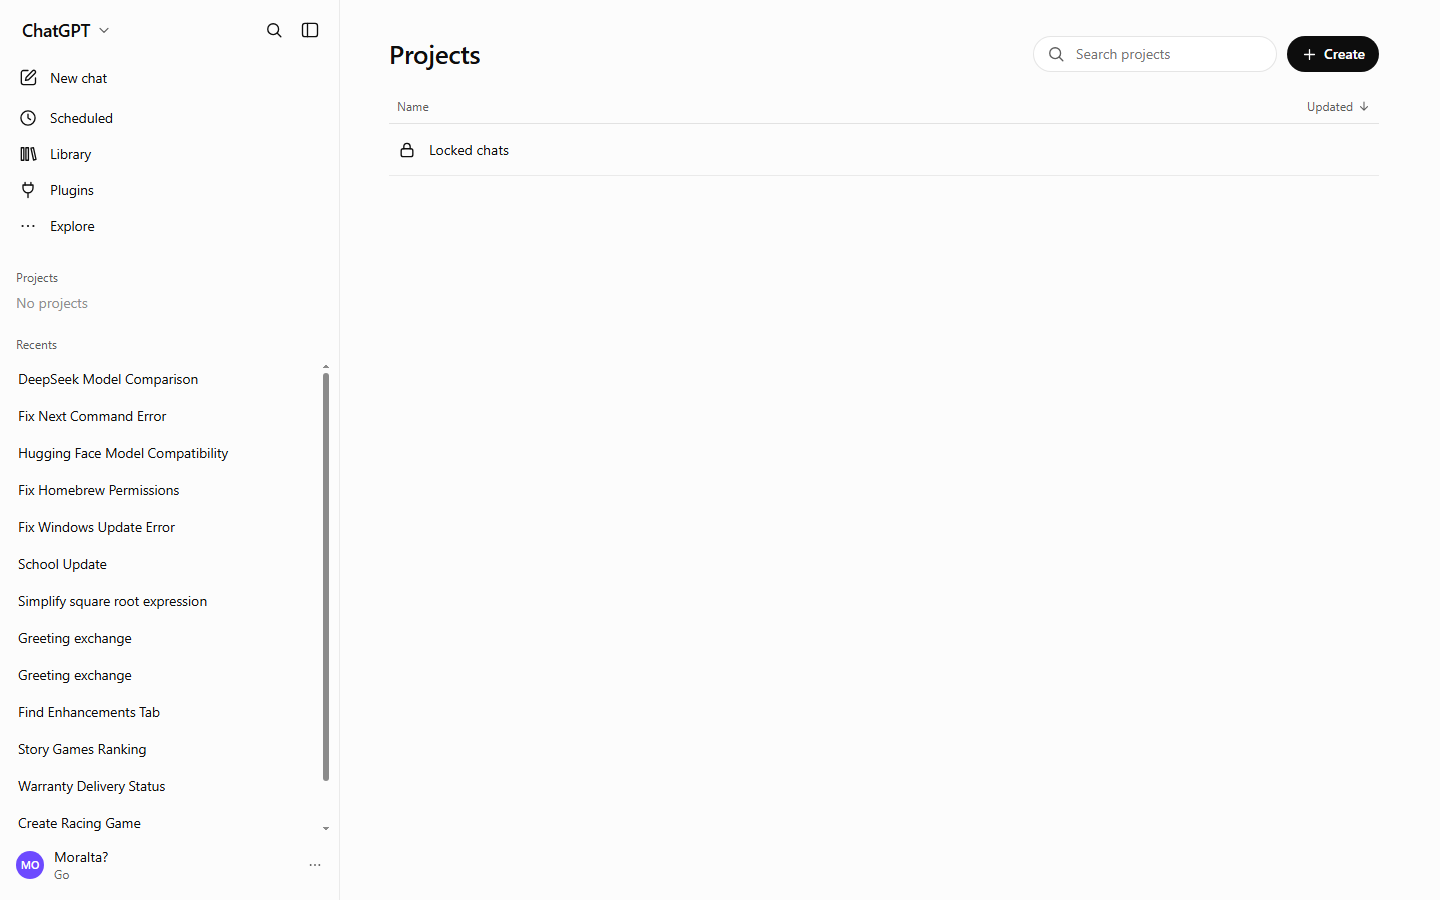 ChatGPT
New chat
Scheduled
Library
Plugins
Explore
Projects
No projects
Recents
DeepSeek Model Comparison
Fix Next Command Error
Hugging Face Model Compatibility
Fix Homebrew Permissions
Fix Windows Update Error
School Update
Simplify square root expression
Greeting exchange
Greeting exchange
Find Enhancements Tab
Story Games Ranking
Warranty Delivery Status
Create Racing Game
MO
Moralta?
Go
Projects
Search projects
Create
Name
Updated
Locked chats